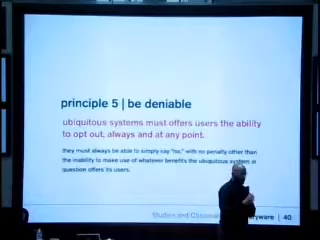 principle 5 | be deniable
ubiquitous systems must offers users the ability
to opt out, always and at any point.
they must always be able to simply say "no," with no penalty other than
the inability to make use of whatever benefits the ubiquitous system in
question offers its users.
Studies and Observa
ryware | 40